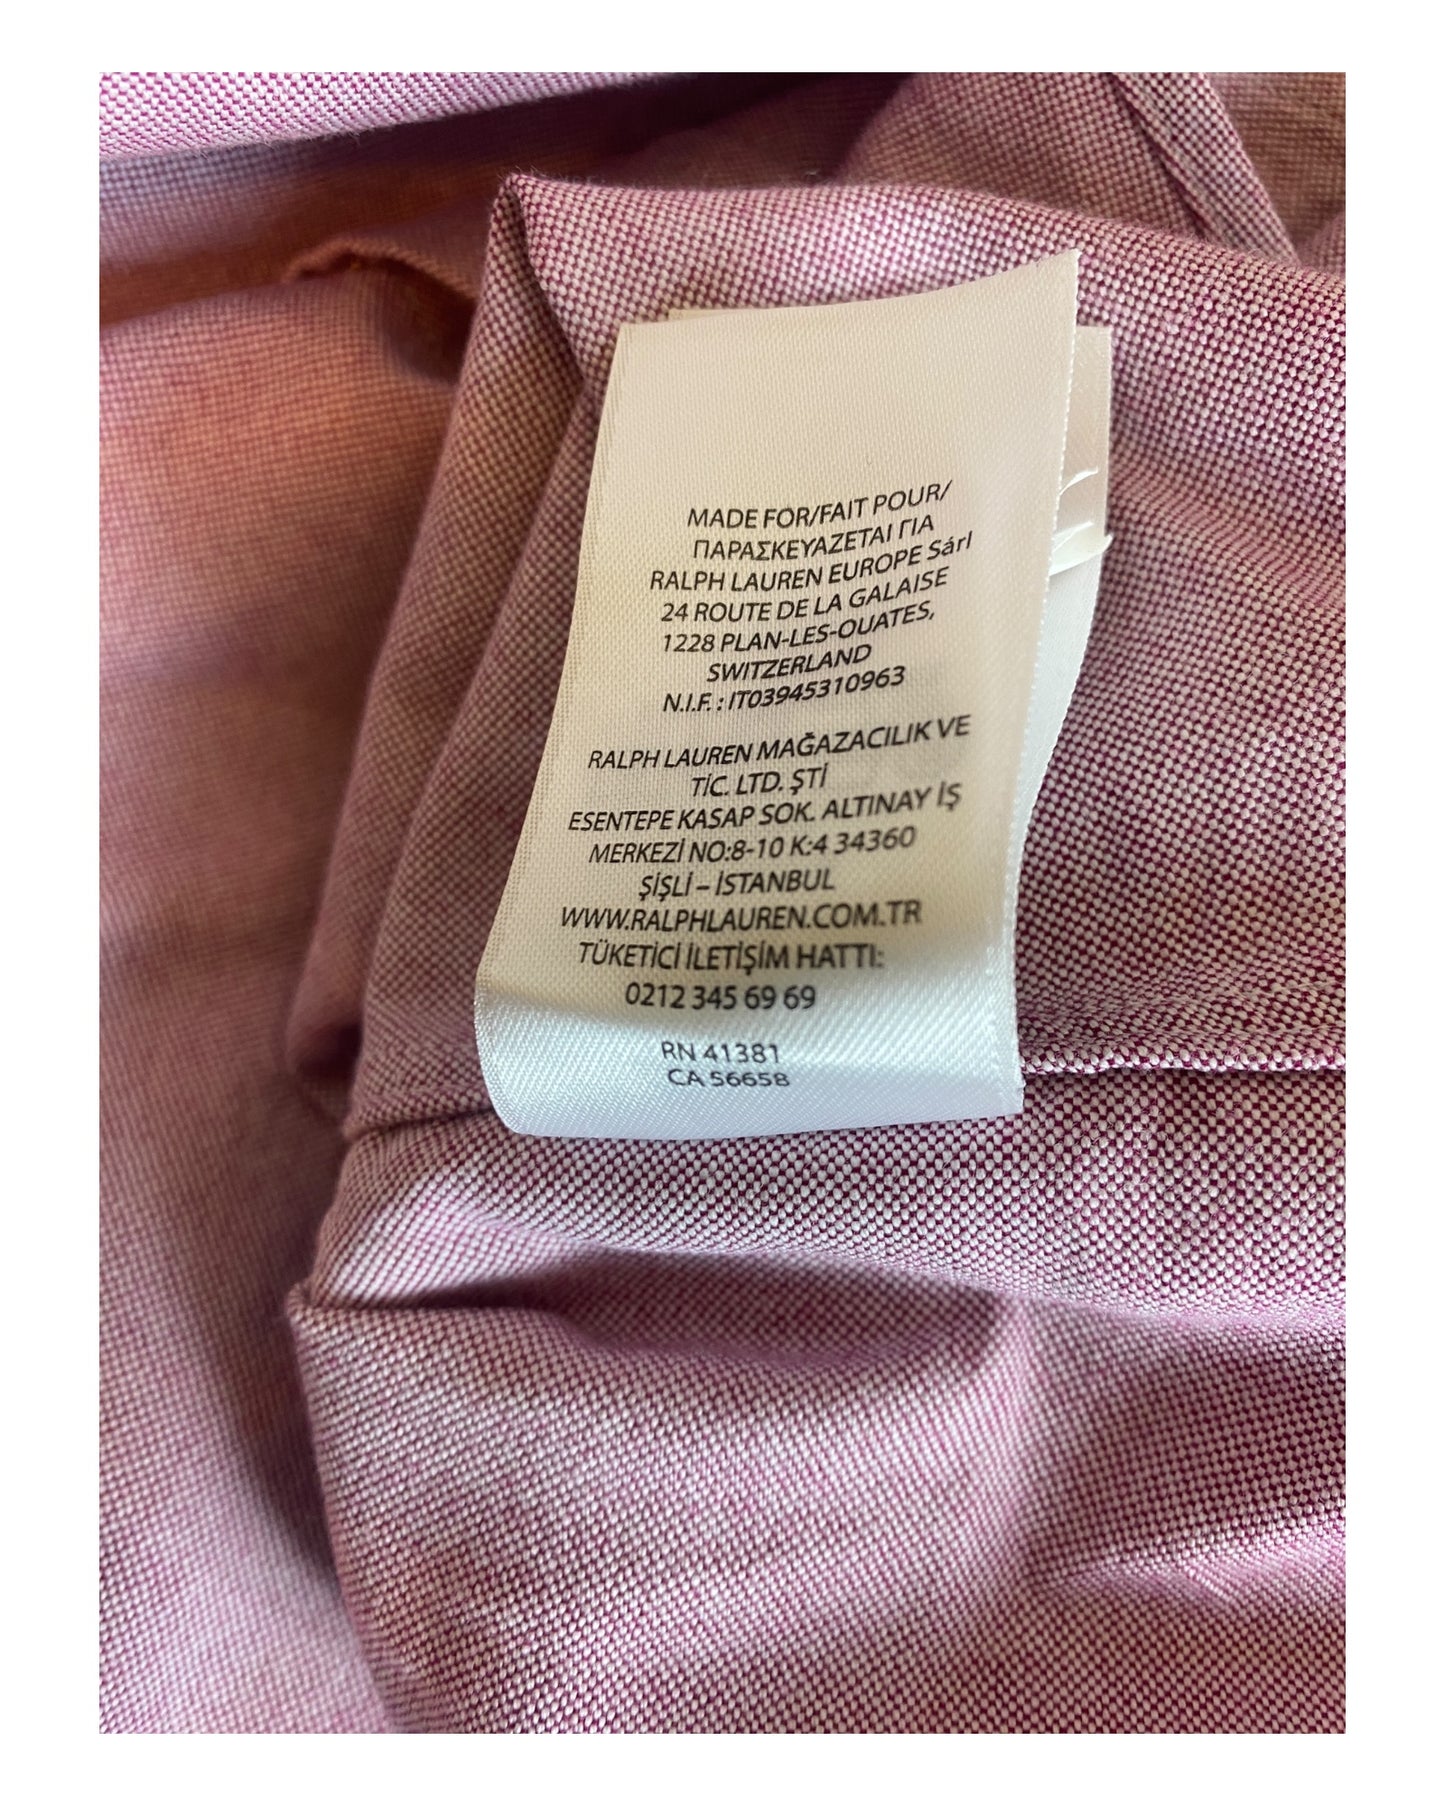 MADE FOR/FAIT POUR/
ΠΑΡΑΣΚΕΥΑΖΕΤΑΙ ΓΙΑ
RALPH LAUREN EUROPE Sárl
24 ROUTE DE LA GALAISE
1228 PLAN-LES-OUATES,
SWITZERLAND
N.I.F. : IT03945310963
RALPH LAUREN MAĞAZACILIK VE
TİC. LTD. ŞTİ
ESENTEPE KASAP SOK. ALTINAY İŞ
MERKEZİ NO:8-10 K:4 34360
ŞİŞLİ – İSTANBUL
WWW.RALPHLAUREN.COM.TR
TÜKETİCİ İLETİŞİM HATTI:
0212 345 69 69
RN 41381
CA 56658